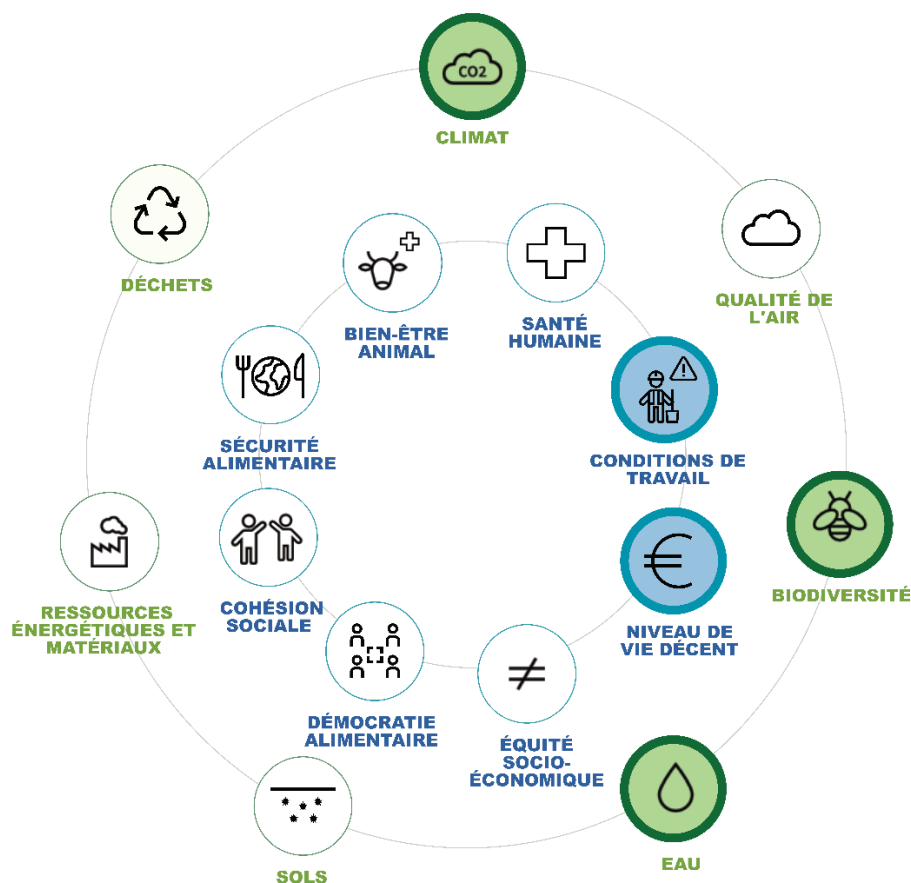 CO2
CLIMAT
DÉCHETS
QUALITÉ DE
L'AIR
BIEN-ÊTRE
ANIMAL
SANTÉ
HUMAINE
SÉCURITÉ
ALIMENTAIRE
CONDITIONS DE
TRAVAIL
RESSOURCES
ÉNERGÉTIQUES ET
MATÉRIAUX
COHÉSION
SOCIALE
€
NIVEAU DE
VIE DÉCENT
BIODIVERSITÉ
DÉMOCRATIE
ALIMENTAIRE
≠
ÉQUITÉ
SOCIO-
ÉCONOMIQUE
SOLS
EAU